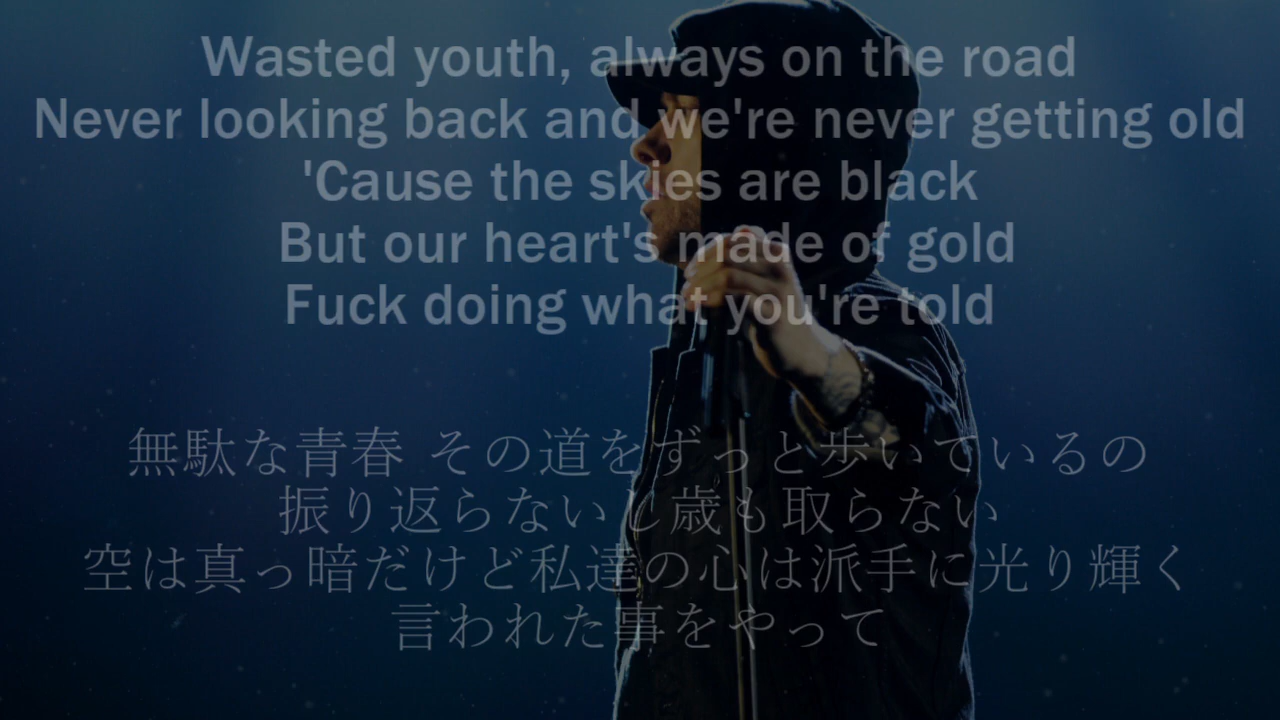 Wasted youth, always on the road
Never looking back and we're never getting old
'Cause the skies are black
But our heart's made of gold
Fuck doing what you're told
無駄な青春 その道をずっと歩いているの
振り返らないし歳も取らない
空は真っ暗だけど私達の心は派手に光り輝く
言われた事をやって